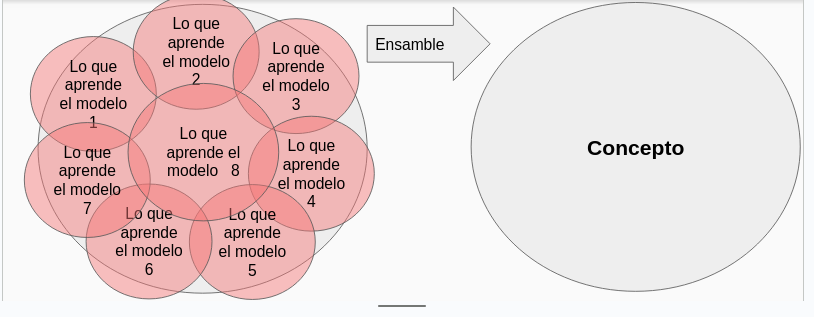 Lo que
aprende
el modelo
1
Lo que
aprende
el modelo
2
Lo que
aprende
el modelo
3
Lo que
aprende
el modelo
4
Lo que
aprende
el modelo
5
Lo que
aprende
el modelo
6
Lo que
aprende
el modelo
7
Lo que
aprende el
modelo 8
Ensamble
Concepto